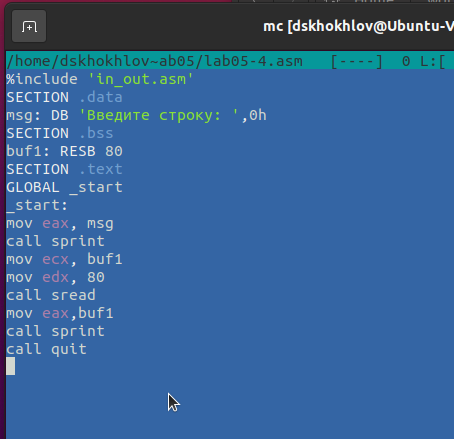 mc [dskhokhlov@Ubuntu-V
/home/dskhokhlov~ab05/lab05-4.asm   [----]  0 L:[
%include 'in_out.asm'
SECTION .data
msg: DB 'Введите строку: ',0h
SECTION .bss
buf1: RESB 80
SECTION .text
GLOBAL _start
_start:
mov eax, msg
call sprint
mov ecx, buf1
mov edx, 80
call sread
mov eax,buf1
call sprint
call quit